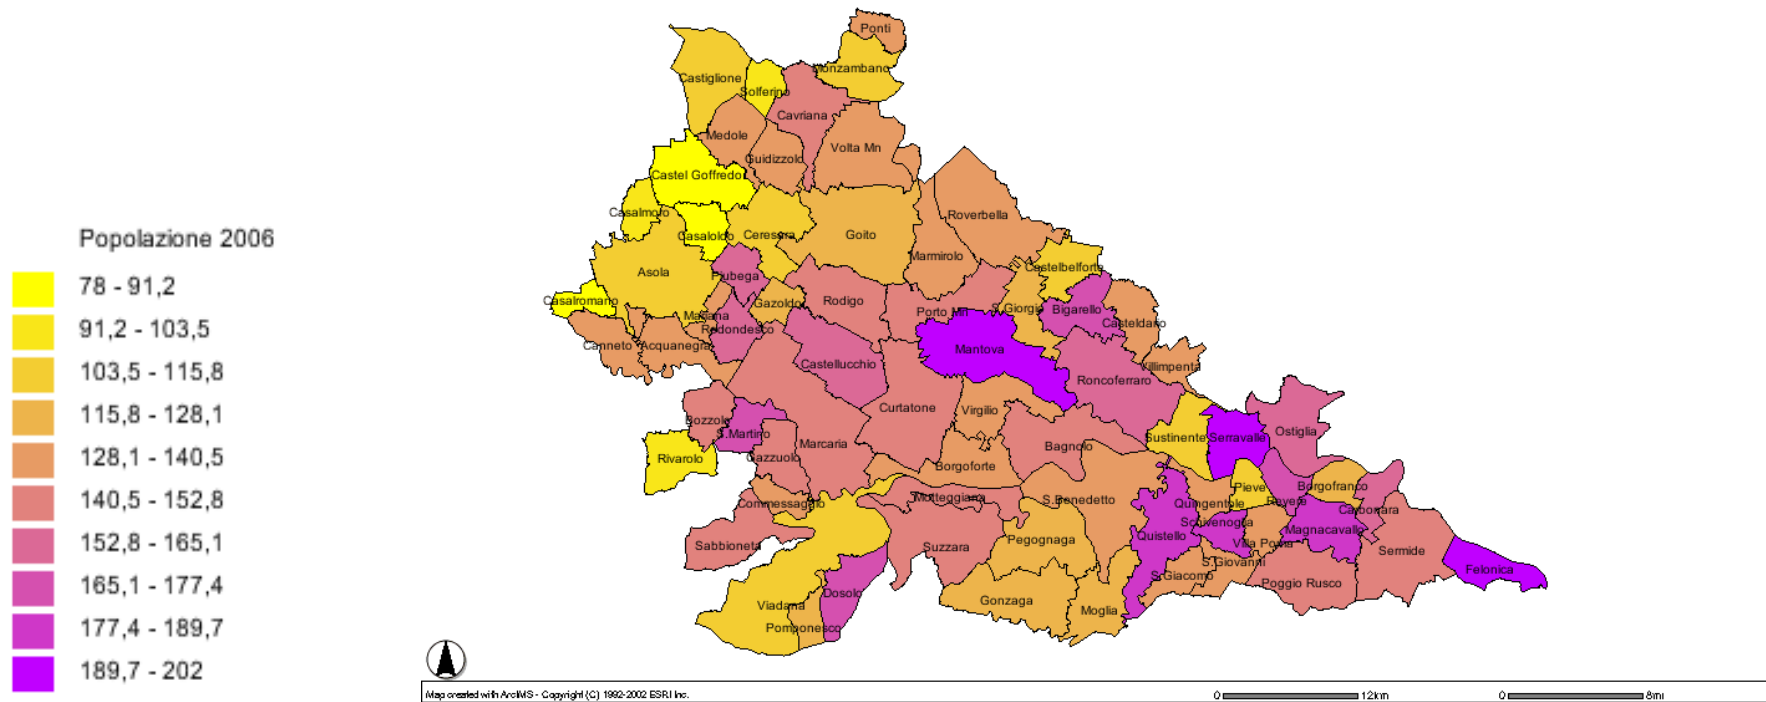 Popolazione 2006
78 - 91,2
91,2 - 103,5
103,5 - 115,8
115,8 - 128,1
128,1 - 140,5
140,5 - 152,8
152,8 - 165,1
165,1 - 177,4
177,4 - 189,7
189,7 - 202
Ponti
Monzambano
Castiglione
Solferino
Cavriana
Medole
Volta Mn
Guidizzolo
Castel Goffredo
Casalmoro
Roverbella
Casaloldo
Ceresara
Goito
Marmirolo
Castelbelforte
Asola
Piubega
Casalromano
Gazoldo
Rodigo
Mariana
Porto Mn
S.Giorgio
Bigarello
Casteldario
Redondesco
Canneto
Acquanegra
Mantova
Castellucchio
Villimpenta
Roncoferraro
Curtatone
Virgilio
Bozzolo
S.Martino
Marcaria
Bagnolo
Sustinente
Serravalle
Ostiglia
Rivarolo
Gazzuolo
Borgoforte
Pieve
Borgofranco
Motteggiana
S.Benedetto
Revere
Commessaggio
Quingentole
Carbonara
Schivenoglia
Magnacavallo
Sabbioneta
Suzzara
Pegognaga
Quistello
Villa Poma
Sermide
S.Giovanni
Felonica
S.Giacomo
Poggio Rusco
Dosolo
Viadana
Gonzaga
Moglia
Pomponesco
Map created with ArcIMS - Copyright (C) 1992-2002 ESRI Inc.
0 12km 0 8mi